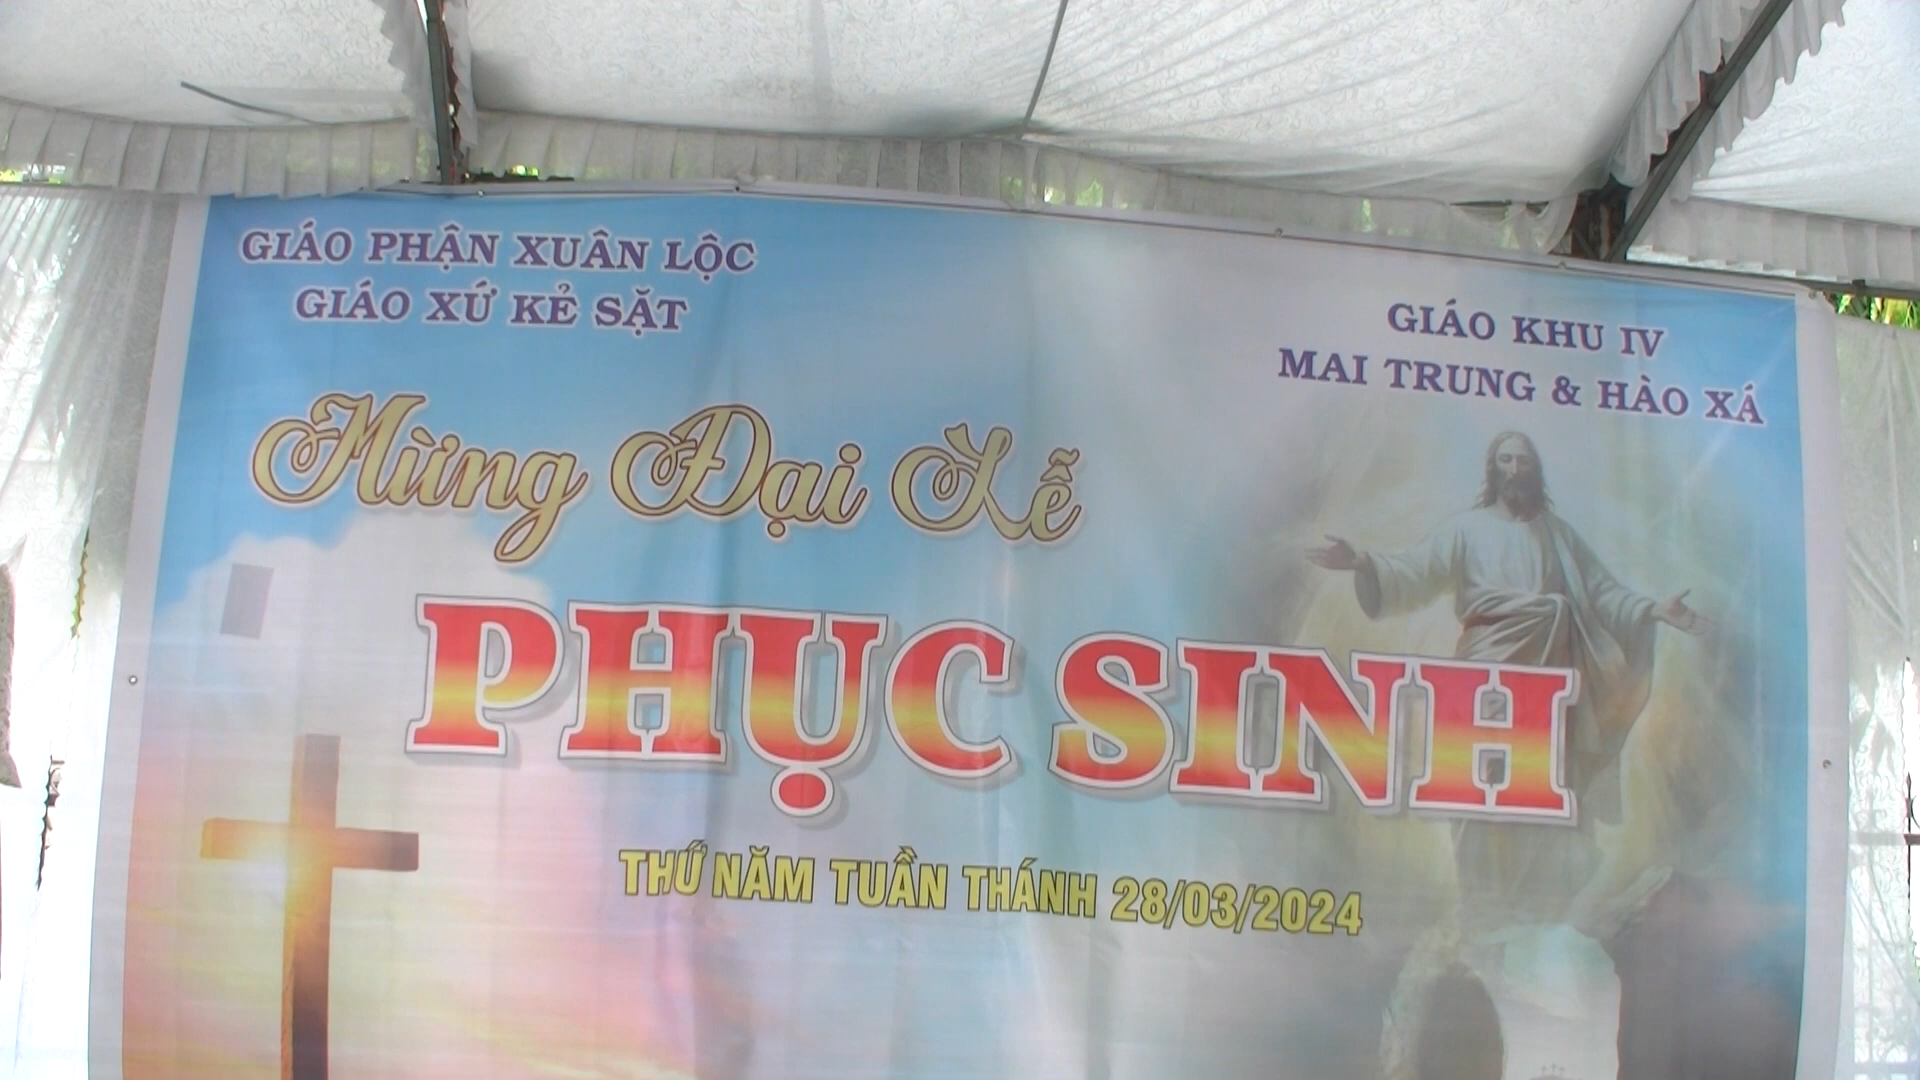 GIÁO PHẬN XUÂN LỘC
GIÁO XỨ KẺ SẶT
GIÁO KHU IV
MAI TRUNG & HÀO XÁ
Mừng Đại Lễ
PHỤC SINH
THỨ NĂM TUẦN THÁNH 28/03/2024